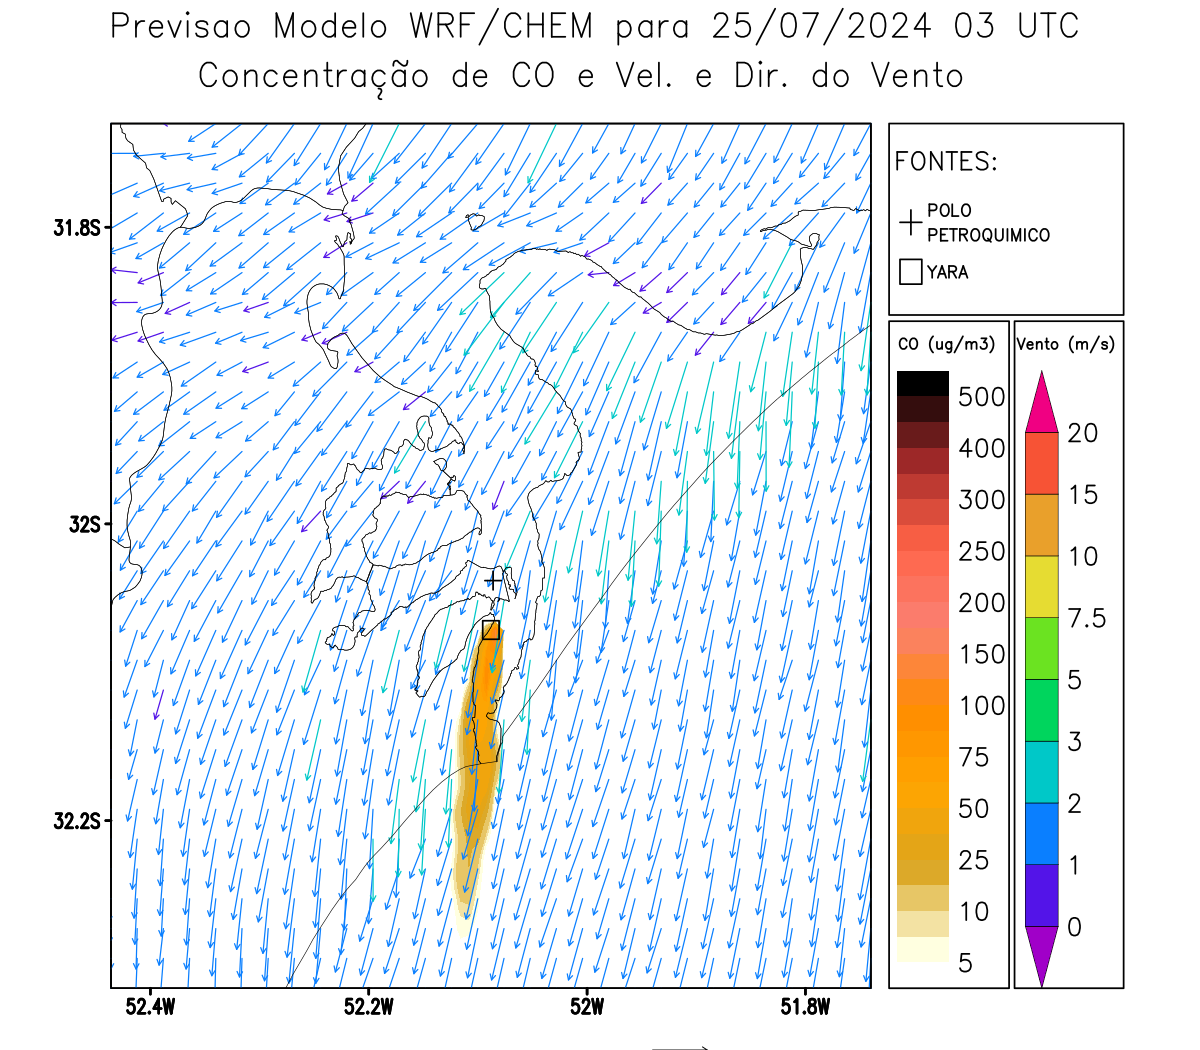 Previsao Modelo WRF/CHEM para 25/07/2024 03 UTC
Concentração de CO e Vel. e Dir. do Vento
FONTES:
POLO
PETROQUIMICO
YARA
CO (ug/m3)
500
400
300
250
200
150
100
75
50
25
10
5
Vento (m/s)
20
15
10
7.5
5
3
2
1
0
31.8S
32S
32.2S
52.4W
52.2W
52W
51.8W